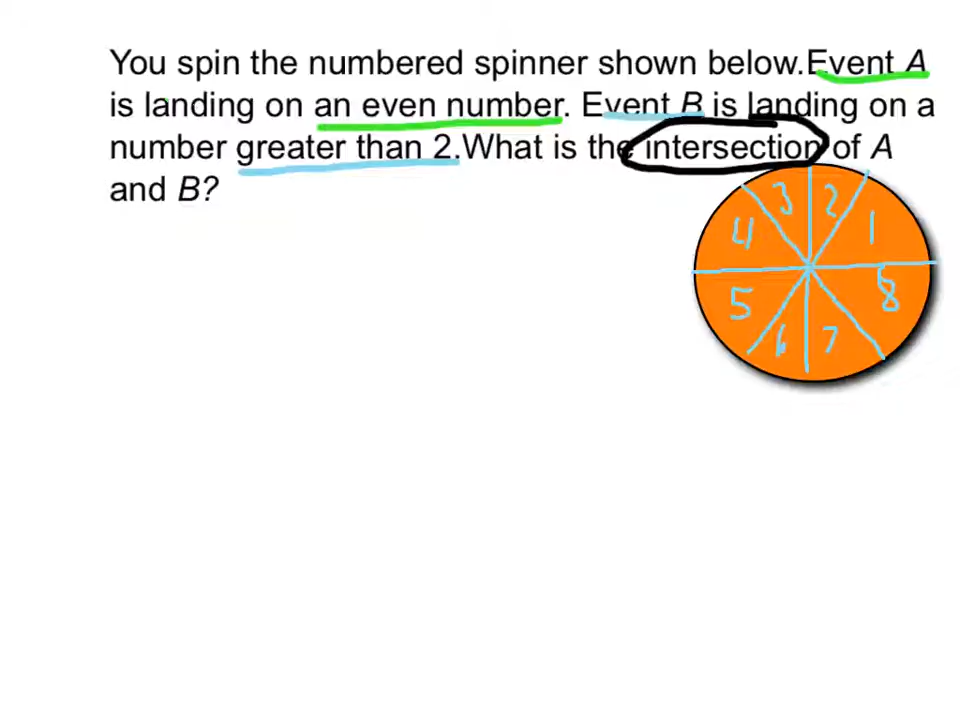 You spin the numbered spinner shown below.Event A
is landing on an even number. Event B is landing on a
number greater than 2.What is the intersection of A
and B?
3 2
4 1
5 8
6 7